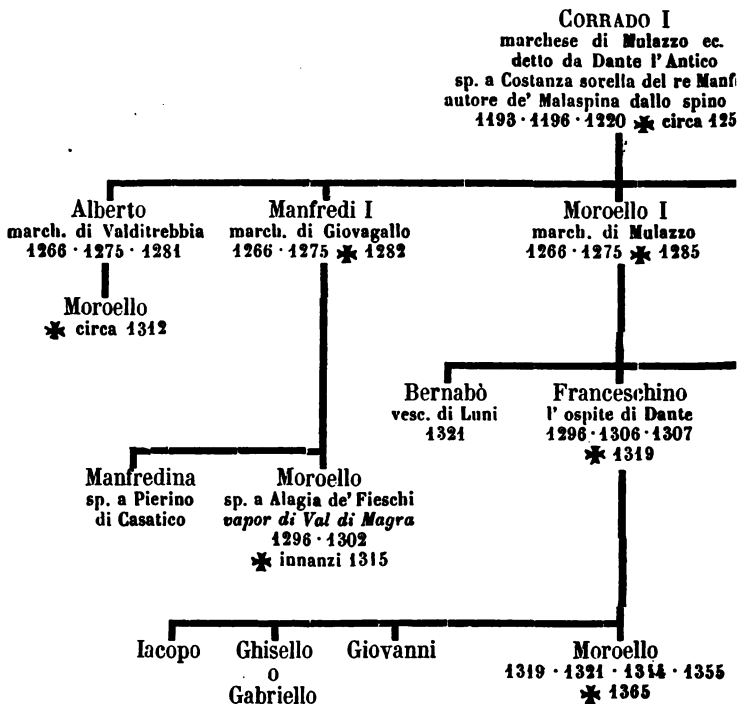 CORRADO I
marchese di Mulazzo ec.
detto da Dante l'Antico
sp. a Costanza sorella del re
autore de' Malaspina dallo spino
1193 · 1196 · 1220 ✠ circa
Alberto
march. di Valditrebbia
1266 · 1275 · 1281
Manfredi I
march. di Giovagallo
1266 · 1275 ✠ 1282
Moroello I
march. di Mulazzo
1266 · 1275 ✠ 1285
Moroello
✠ circa 1312
Bernabò
vesc. di Luni
1321
Franceschino
l' ospite di Dante
1296 · 1306 · 1307
✠ 1319
Manfredina
sp. a Pierino
di Casatico
Moroello
sp. a Alagia de' Fieschi
vapor di Val di Magra
1296 · 1302
✠ innanzi 1315
Iacopo
Ghisello
o
Gabriello
Giovanni
Moroello
1319 · 1321 · · 1355
✠ 1365